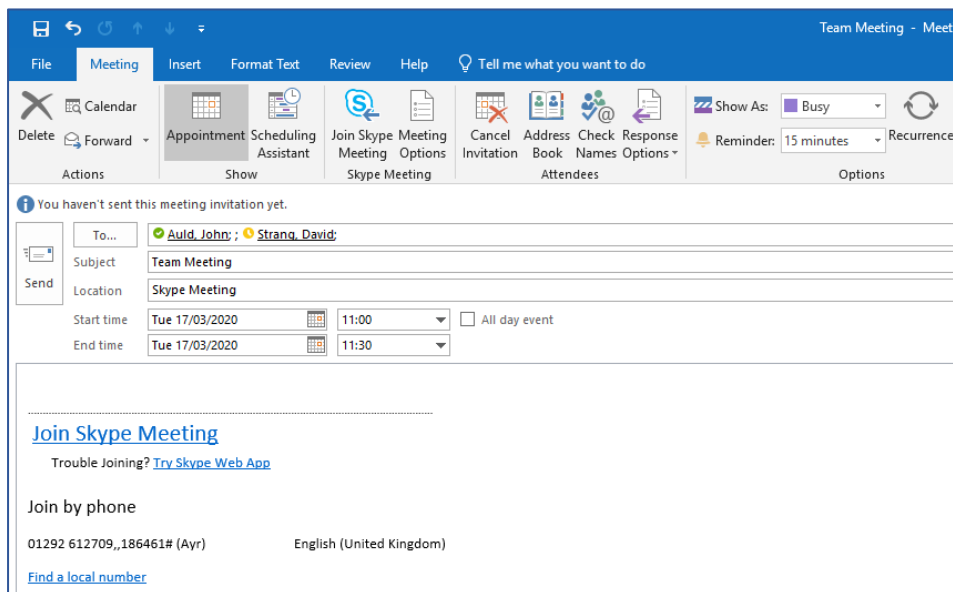 Team Meeting - Meet
File Meeting Insert Format Text Review Help Tell me what you want to do
Delete Calendar Forward Appointment Scheduling Assistant Join Skype Meeting Meeting Options Cancel Invitation Address Book Check Names Response Options Show As: Busy Reminder: 15 minutes Recurrence
Actions Show Skype Meeting Attendees Options
You haven't sent this meeting invitation yet.
Send
To... Auld, John; ; Strang, David;
Subject Team Meeting
Location Skype Meeting
Start time Tue 17/03/2020 11:00 All day event
End time Tue 17/03/2020 11:30
Join Skype Meeting
Trouble Joining? Try Skype Web App
Join by phone
01292 612709,,186461# (Ayr) English (United Kingdom)
Find a local number